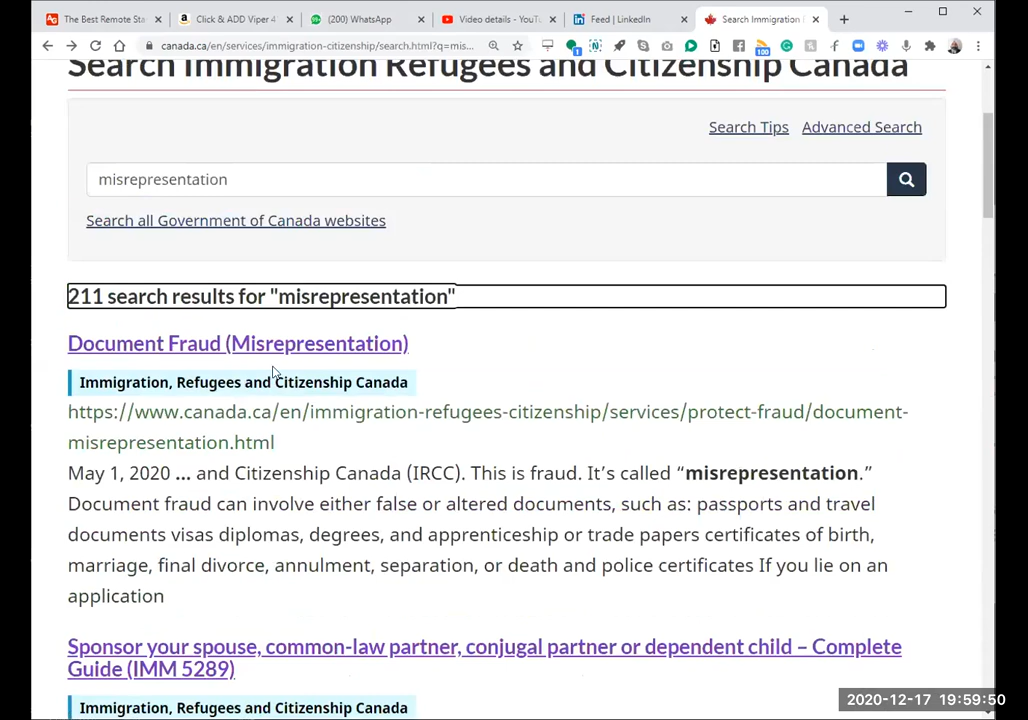 The Best Remote Sta
Click & ADD Viper 4
(200) WhatsApp
Video details - YouTu
Feed | LinkedIn
Search Immigration
canada.ca/en/services/immigration-citizenship/search.html?q=mis...
Search Immigration Refugees and Citizenship Canada
Search Tips Advanced Search
misrepresentation
Search all Government of Canada websites
211 search results for "misrepresentation"
Document Fraud (Misrepresentation)
Immigration, Refugees and Citizenship Canada
https://www.canada.ca/en/immigration-refugees-citizenship/services/protect-fraud/document-
misrepresentation.html
May 1, 2020 ... and Citizenship Canada (IRCC). This is fraud. It’s called “misrepresentation.”
Document fraud can involve either false or altered documents, such as: passports and travel
documents visas diplomas, degrees, and apprenticeship or trade papers certificates of birth,
marriage, final divorce, annulment, separation, or death and police certificates If you lie on an
application
Sponsor your spouse, common-law partner, conjugal partner or dependent child – Complete
Guide (IMM 5289)
Immigration, Refugees and Citizenship Canada
2020-12-17 19:59:50